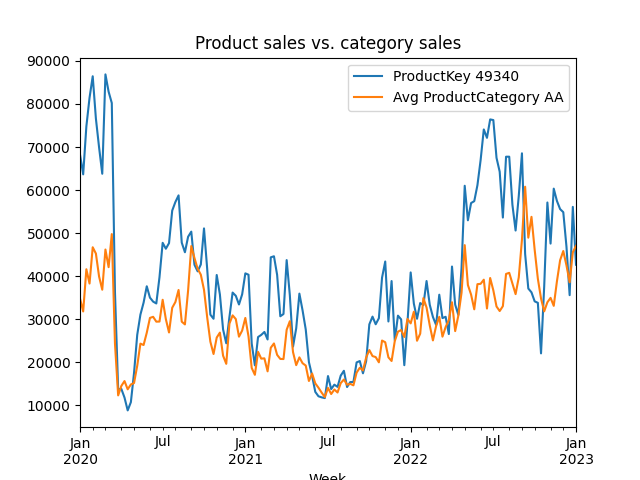 Product sales vs. category sales
ProductKey 49340
Avg ProductCategory AA
90000
80000
70000
60000
50000
40000
30000
20000
10000
Jan Jul Jan Jul Jan Jul Jan
2020 2021 2022 2023
Week